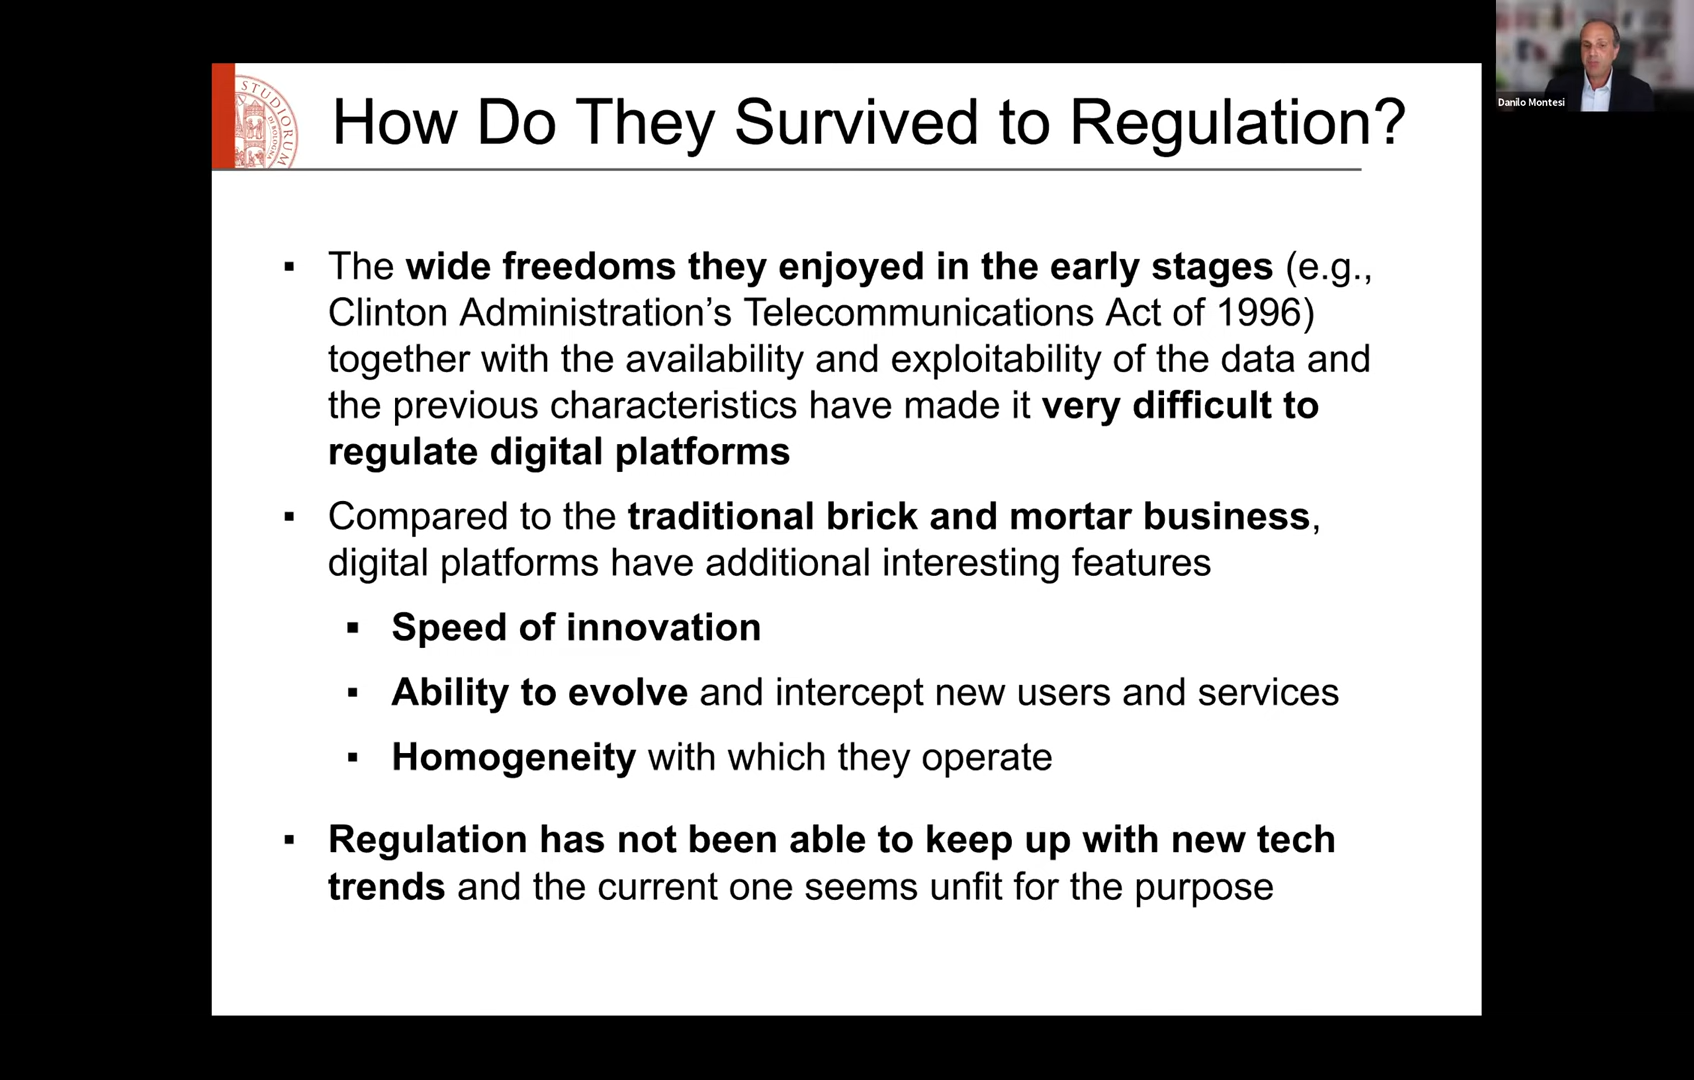 How Do They Survived to Regulation?
STUDIORUM
DI BOLOGNA
Danilo Montesi
▪ The wide freedoms they enjoyed in the early stages (e.g.,
Clinton Administration’s Telecommunications Act of 1996)
together with the availability and exploitability of the data and
the previous characteristics have made it very difficult to
regulate digital platforms
▪ Compared to the traditional brick and mortar business,
digital platforms have additional interesting features
▪ Speed of innovation
▪ Ability to evolve and intercept new users and services
▪ Homogeneity with which they operate
▪ Regulation has not been able to keep up with new tech
trends and the current one seems unfit for the purpose